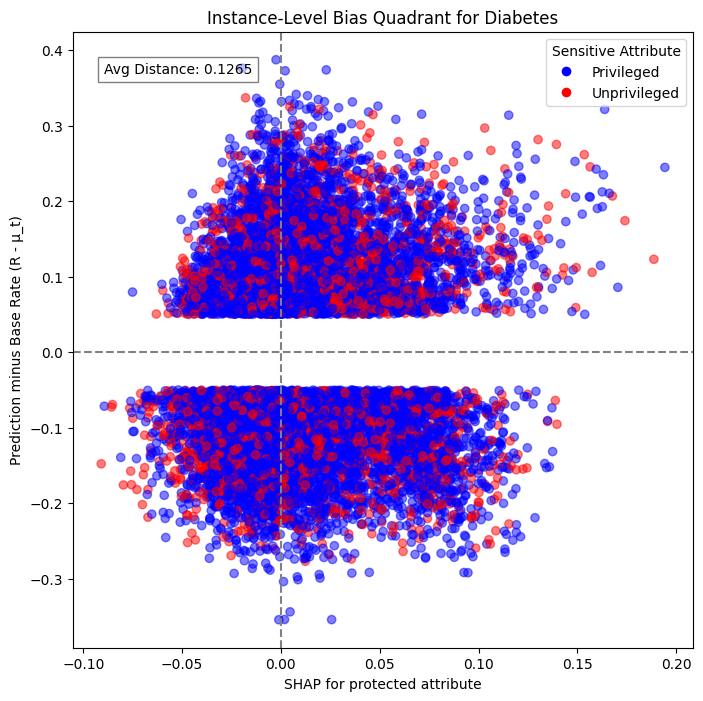 Instance-Level Bias Quadrant for Diabetes
Avg Distance: 0.1265
Sensitive Attribute
Privileged
Unprivileged
0.4
0.3
0.2
0.1
0.0
−0.1
−0.2
−0.3
Prediction minus Base Rate (R - μ_t)
−0.10
−0.05
0.00
0.05
0.10
0.15
0.20
SHAP for protected attribute